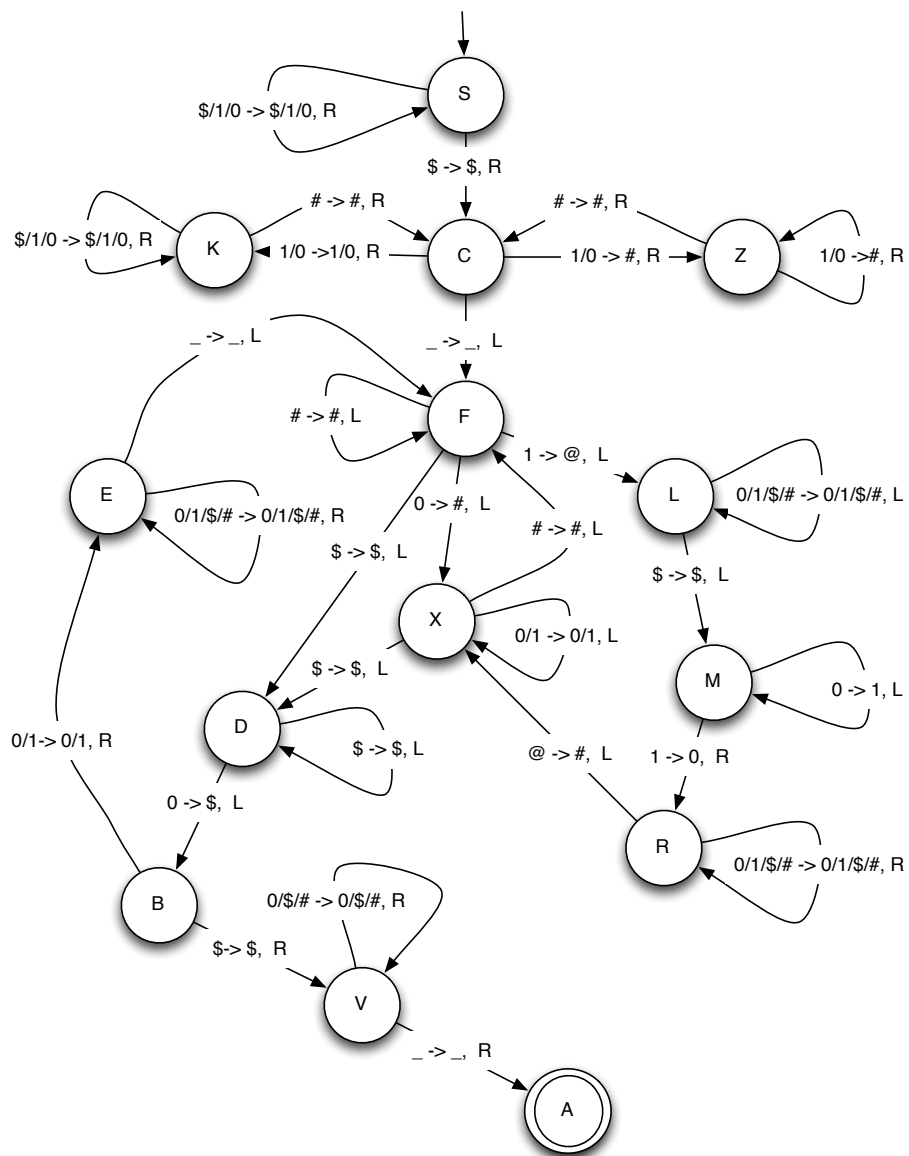 S
$/1/0 -> $/1/0, R
$ -> $, R
# -> #, R
# -> #, R
$/1/0 -> $/1/0, R
K
1/0 ->1/0, R
C
1/0 -> #, R
Z
1/0 ->#, R
_ -> _, L
_ -> _, L
# -> #, L
F
1 -> @, L
E
0/1/$/# -> 0/1/$/#, R
0 -> #, L
L
0/1/$/# -> 0/1/$/#, L
# -> #, L
$ -> $, L
$ -> $, L
X
0/1 -> 0/1, L
$ -> $, L
M
0 -> 1, L
D
0/1-> 0/1, R
$ -> $, L
@ -> #, L
1 -> 0, R
0 -> $, L
R
0/1/$/# -> 0/1/$/#, R
B
0/$/# -> 0/$/#, R
$-> $, R
V
_ -> _, R
A